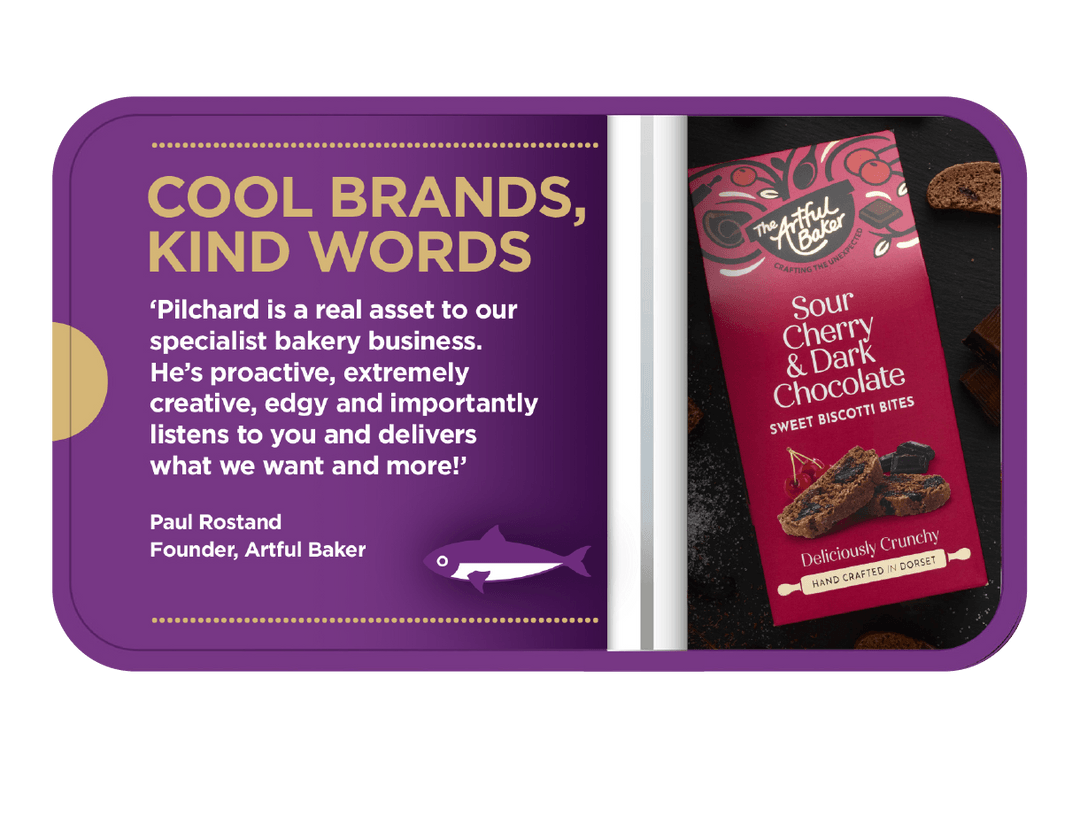 COOL BRANDS,
KIND WORDS
‘Pilchard is a real asset to our
specialist bakery business.
He’s proactive, extremely
creative, edgy and importantly
listens to you and delivers
what we want and more!’
Paul Rostand
Founder, Artful Baker
The Artful
Baker
CRAFTING THE UNEXPECTED
Sour
Cherry
& Dark
Chocolate
SWEET BISCOTTI BITES
Deliciously Crunchy
HAND CRAFTED IN DORSET